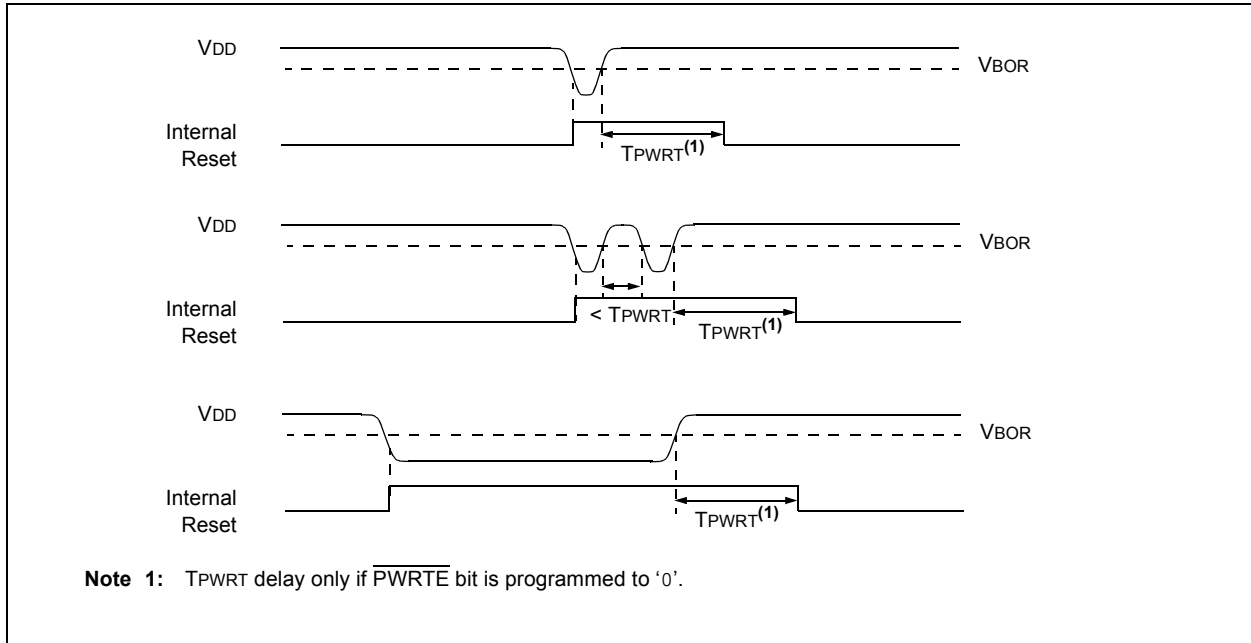 VDD
VBOR
Internal
Reset
TPWRT(1)
VDD
VBOR
Internal
Reset
< TPWRT
TPWRT(1)
VDD
VBOR
Internal
Reset
TPWRT(1)
Note 1: TPWRT delay only if PWRTE bit is programmed to ‘0’.